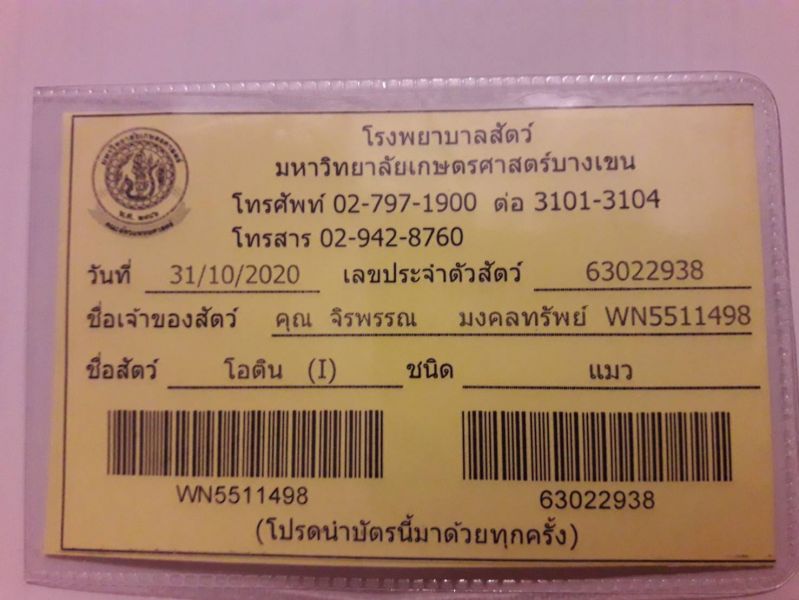 โรงพยาบาลสัตว์
มหาวิทยาลัยเกษตรศาสตร์บางเขน
โทรศัพท์ 02-797-1900 ต่อ 3101-3104
โทรสาร 02-942-8760
วันที่ 31/10/2020 เลขประจำตัวสัตว์ 63022938
ชื่อเจ้าของสัตว์ คุณ จิรพรรณ มงคลทรัพย์ WN5511498
ชื่อสัตว์ โอติน (I) ชนิด แมว
WN5511498 63022938
(โปรดนำบัตรนี้มาด้วยทุกครั้ง)